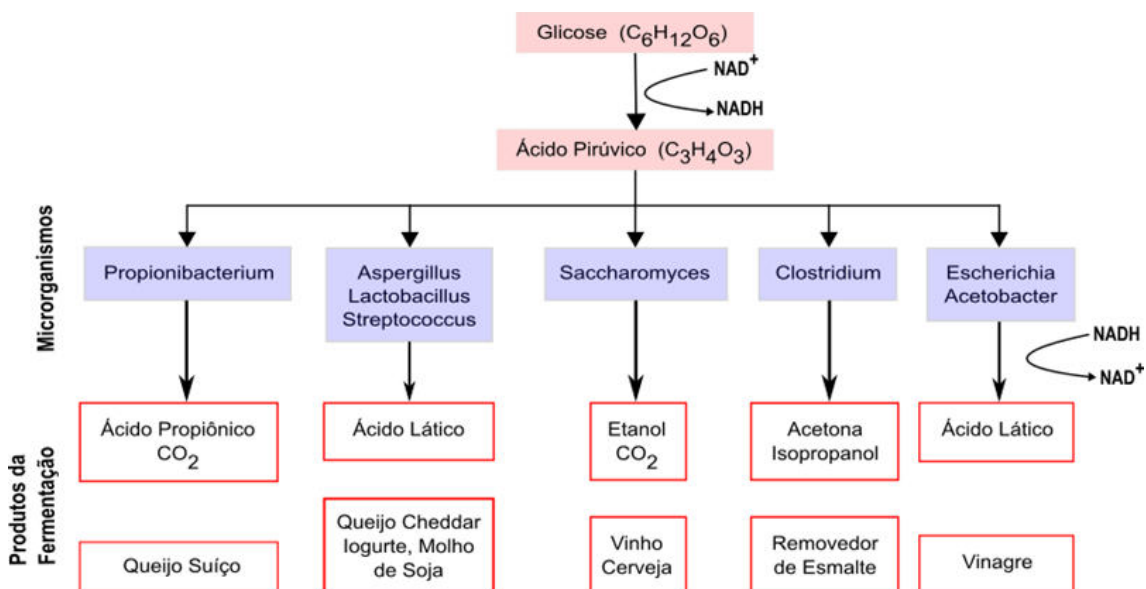 Glicose (C6H12O6)
NAD+
NADH
Ácido Pirúvico (C3H4O3)
Microrganismos
Propionibacterium
Aspergillus
Lactobacillus
Streptococcus
Saccharomyces
Clostridium
Escherichia
Acetobacter
NADH
NAD+
Produtos da
Fermentação
Ácido Propiônico
CO2
Ácido Lático
Etanol
CO2
Acetona
Isopropanol
Ácido Lático
Queijo Suíço
Queijo Cheddar
Iogurte, Molho
de Soja
Vinho
Cerveja
Removedor
de Esmalte
Vinagre